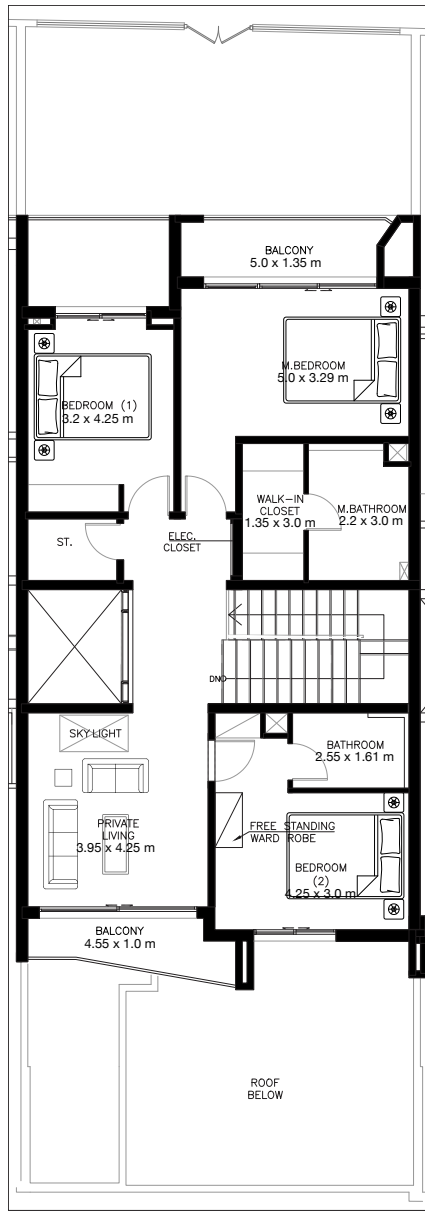 BALCONY
5.0 x 1.35 m
M.BEDROOM
5.0 x 3.29 m
BEDROOM (1)
3.2 x 4.25 m
WALK-IN
CLOSET
1.35 x 3.0 m
M.BATHROOM
2.2 x 3.0 m
ST.
ELEC.
CLOSET
DN
SKYLIGHT
BATHROOM
2.55 x 1.61 m
PRIVATE
LIVING
3.95 x 4.25 m
FREE STANDING
WARD ROBE
BEDROOM
(2)
4.25 x 3.0 m
BALCONY
4.55 x 1.0 m
ROOF
BELOW